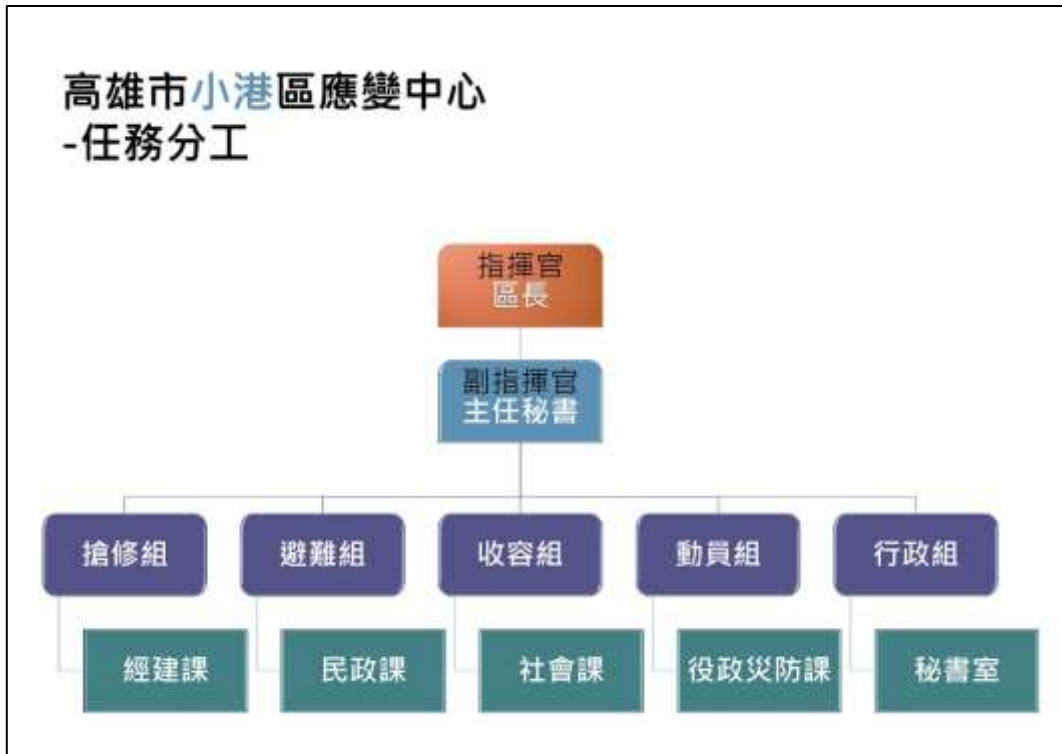 高雄市小港區應變中心
-任務分工
指揮官
區長
副指揮官
主任秘書
搶修組
避難組
收容組
動員組
行政組
經建課
民政課
社會課
役政災防課
秘書室